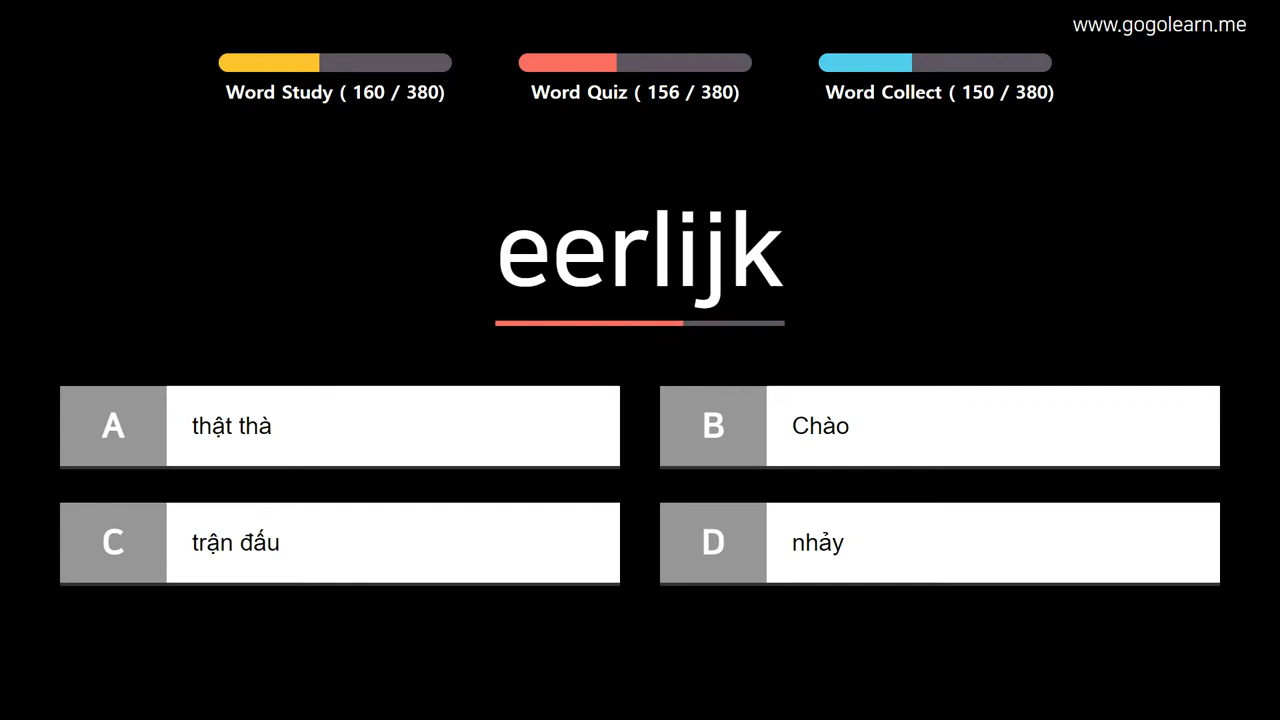 www.gogolearn.me
Word Study ( 160 / 380)
Word Quiz ( 156 / 380)
Word Collect ( 150 / 380)
eerlijk
A thật thà
B Chào
C trận đấu
D nhảy